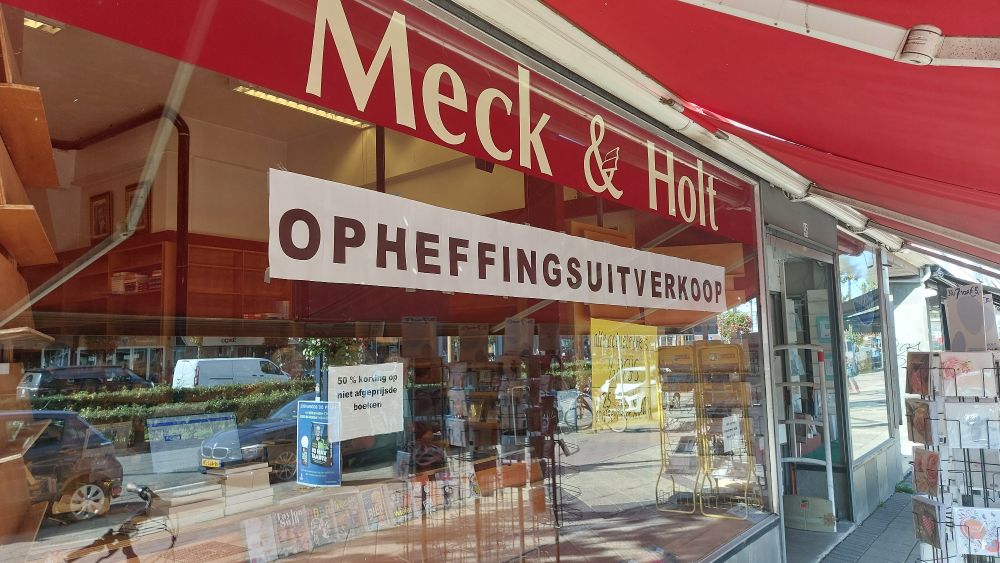 Meck & Holt
OPHEFFINGSUITVERKOOP
50 % korting op
niet afgeprijsde
boeken